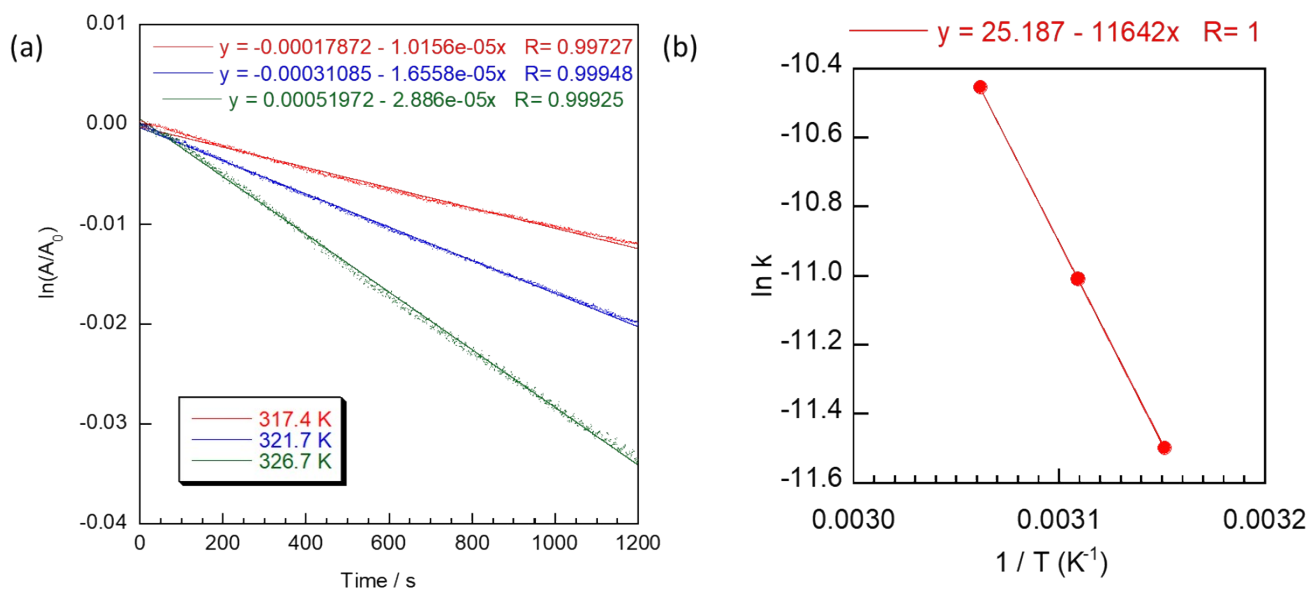 (a)
0.01
0.00
-0.01
-0.02
-0.03
-0.04
ln(A/A₀)
y = -0.00017872 - 1.0156e-05x R= 0.99727
y = -0.00031085 - 1.6558e-05x R= 0.99948
y = 0.00051972 - 2.886e-05x R= 0.99925
317.4 K
321.7 K
326.7 K
0 200 400 600 800 1000 1200
Time / s
(b)
y = 25.187 - 11642x R= 1
-10.4
-10.6
-10.8
-11.0
-11.2
-11.4
-11.6
ln k
0.0030 0.0031 0.0032
1 / T (K⁻¹)